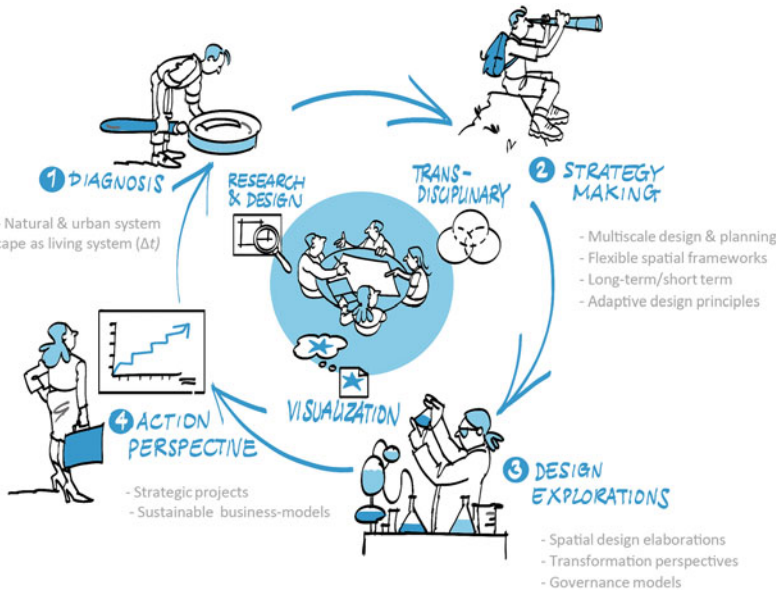 1 DIAGNOSIS
- Natural & urban system
cape as living system (Δt)
RESEARCH
& DESIGN
TRANS-
DISCIPLINARY
2 STRATEGY
MAKING
- Multiscale design & planning
- Flexible spatial frameworks
- Long-term/short term
- Adaptive design principles
VISUALIZATION
3 DESIGN
EXPLORATIONS
- Spatial design elaborations
- Transformation perspectives
- Governance models
4 ACTION
PERSPECTIVE
- Strategic projects
- Sustainable business-models